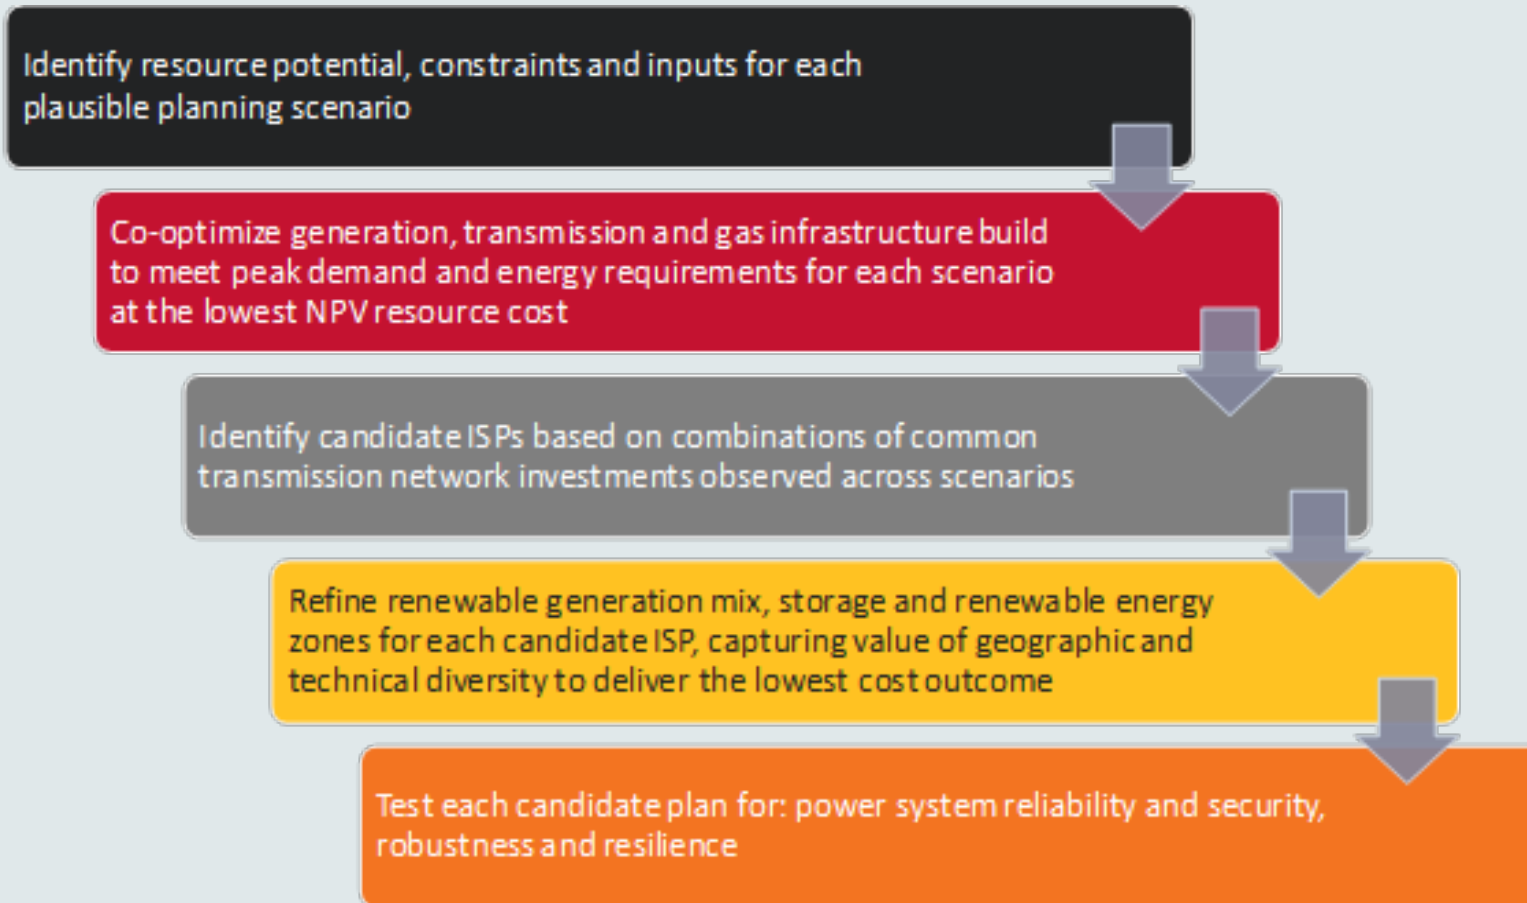 Identify resource potential, constraints and inputs for each
plausible planning scenario
Co-optimize generation, transmission and gas infrastructure build
to meet peak demand and energy requirements for each scenario
at the lowest NPV resource cost
Identify candidate ISPs based on combinations of common
transmission network investments observed across scenarios
Refine renewable generation mix, storage and renewable energy
zones for each candidate ISP, capturing value of geographic and
technical diversity to deliver the lowest cost outcome
Test each candidate plan for: power system reliability and security,
robustness and resilience